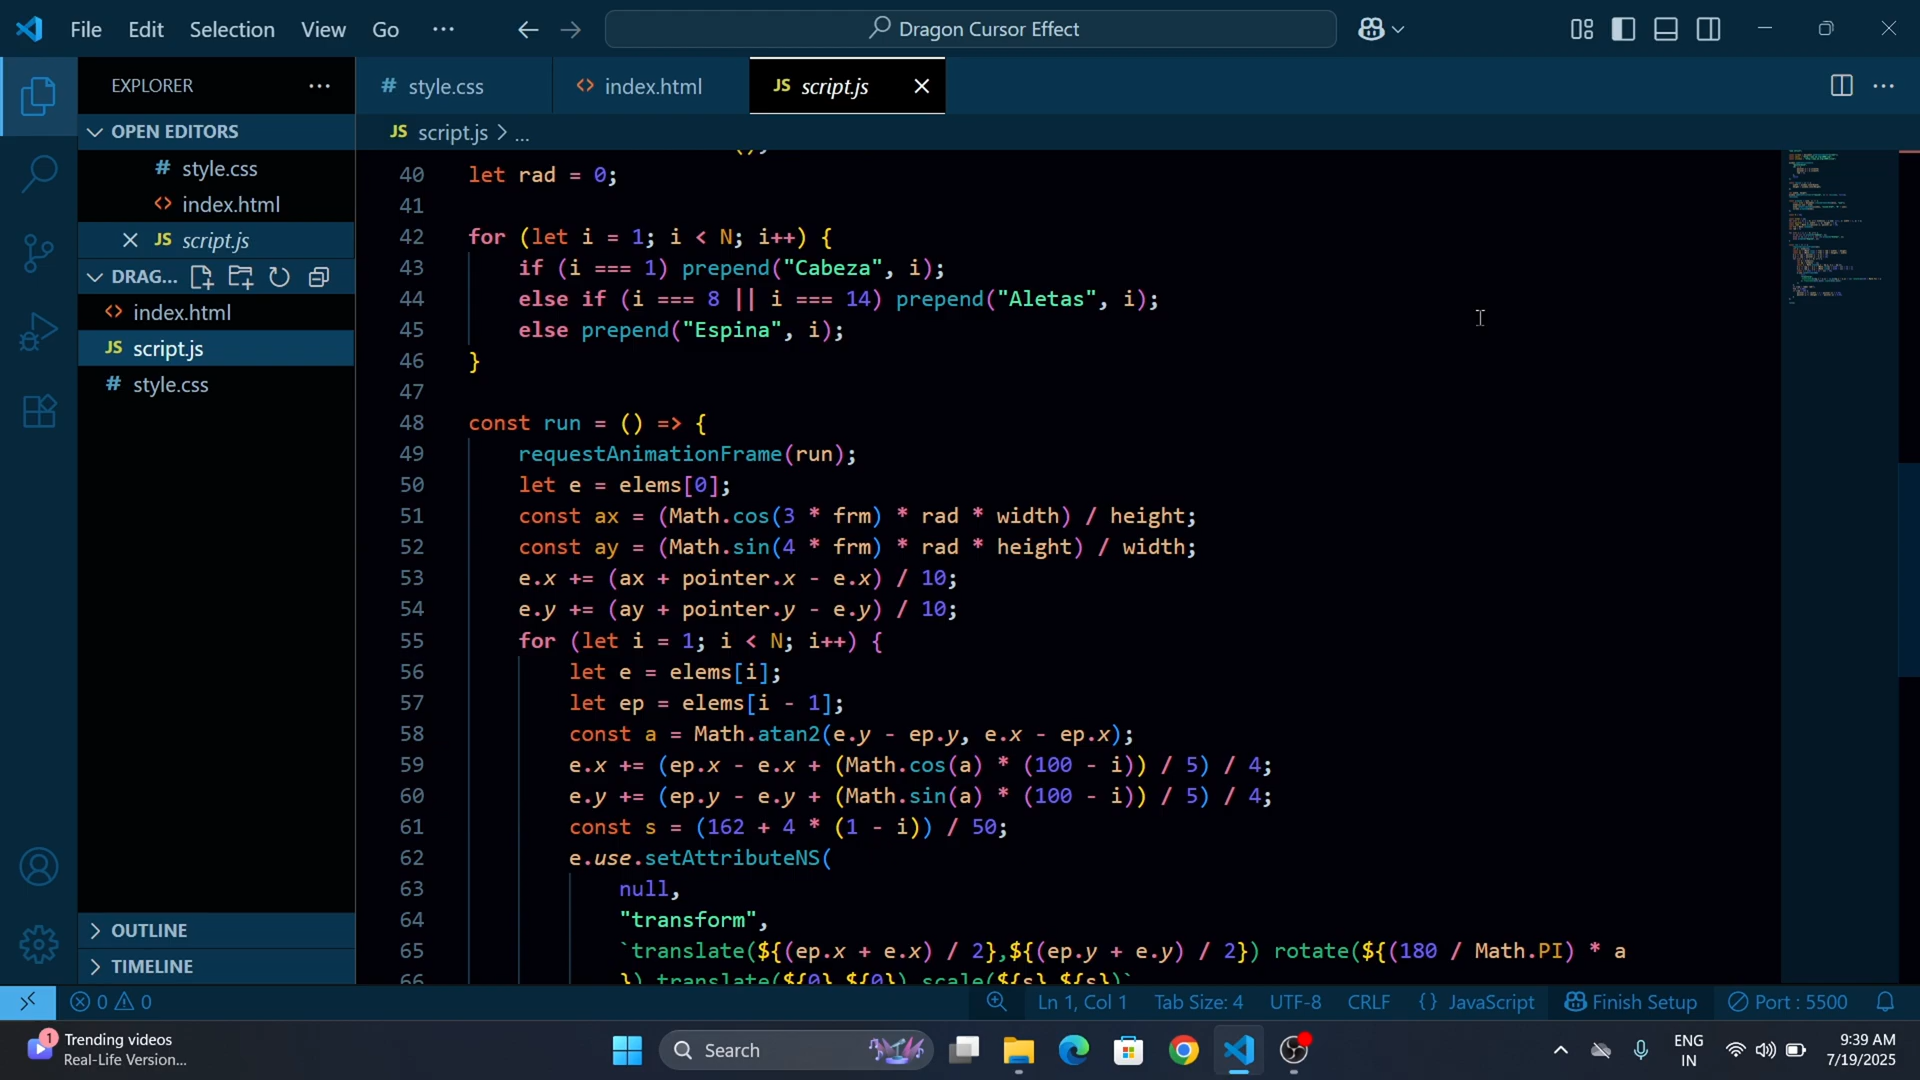 File Edit Selection View Go ··· Dragon Cursor Effect
EXPLORER ···
OPEN EDITORS
# style.css
<> index.html
JS script.js
DRAG...
<> index.html
JS script.js
# style.css
OUTLINE
TIMELINE
# style.css <> index.html JS script.js
JS script.js > ...
40 let rad = 0;
41
42 for (let i = 1; i < N; i++) {
43 if (i === 1) prepend("Cabeza", i);
44 else if (i === 8 || i === 14) prepend("Aletas", i);
45 else prepend("Espina", i);
46 }
47
48 const run = () => {
49 requestAnimationFrame(run);
50 let e = elems[0];
51 const ax = (Math.cos(3 * frm) * rad * width) / height;
52 const ay = (Math.sin(4 * frm) * rad * height) / width;
53 e.x += (ax + pointer.x - e.x) / 10;
54 e.y += (ay + pointer.y - e.y) / 10;
55 for (let i = 1; i < N; i++) {
56 let e = elems[i];
57 let ep = elems[i - 1];
58 const a = Math.atan2(e.y - ep.y, e.x - ep.x);
59 e.x += (ep.x - e.x + (Math.cos(a) * (100 - i)) / 5) / 4;
60 e.y += (ep.y - e.y + (Math.sin(a) * (100 - i)) / 5) / 4;
61 const s = (162 + 4 * (1 - i)) / 50;
62 e.use.setAttributeNS(
63 null,
64 "transform",
65 `translate(${(ep.x + e.x) / 2},${(ep.y + e.y) / 2}) rotate(${(180 / Math.PI) * a
66 }) translate(${0},${0}) scale(${s},${s})`
0 0 Ln 1, Col 1 Tab Size: 4 UTF-8 CRLF {} JavaScript Finish Setup Port : 5500
1 Trending videos
Real-Life Version...
Search
ENG
IN
9:39 AM
7/19/2025